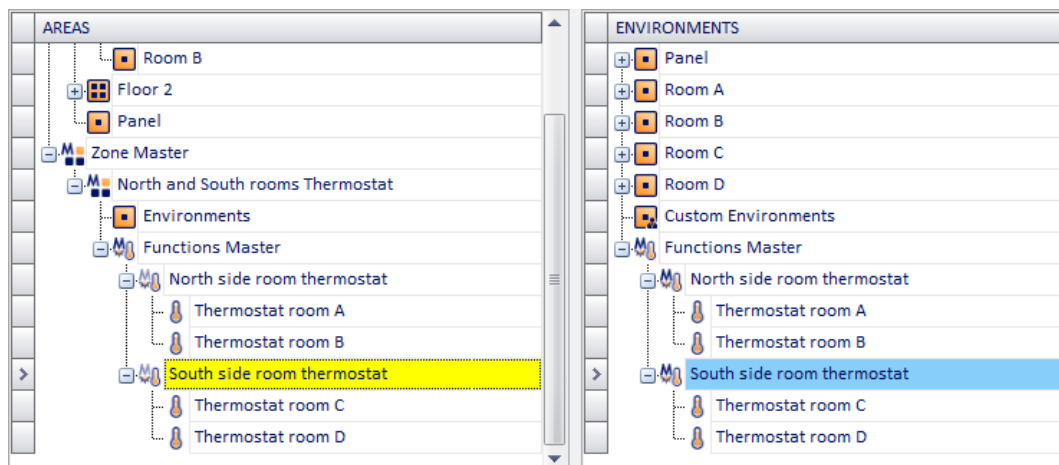 AREAS
Room B
Floor 2
Panel
Zone Master
North and South rooms Thermostat
Environments
Functions Master
North side room thermostat
Thermostat room A
Thermostat room B
South side room thermostat
Thermostat room C
Thermostat room D
ENVIRONMENTS
Panel
Room A
Room B
Room C
Room D
Custom Environments
Functions Master
North side room thermostat
Thermostat room A
Thermostat room B
South side room thermostat
Thermostat room C
Thermostat room D